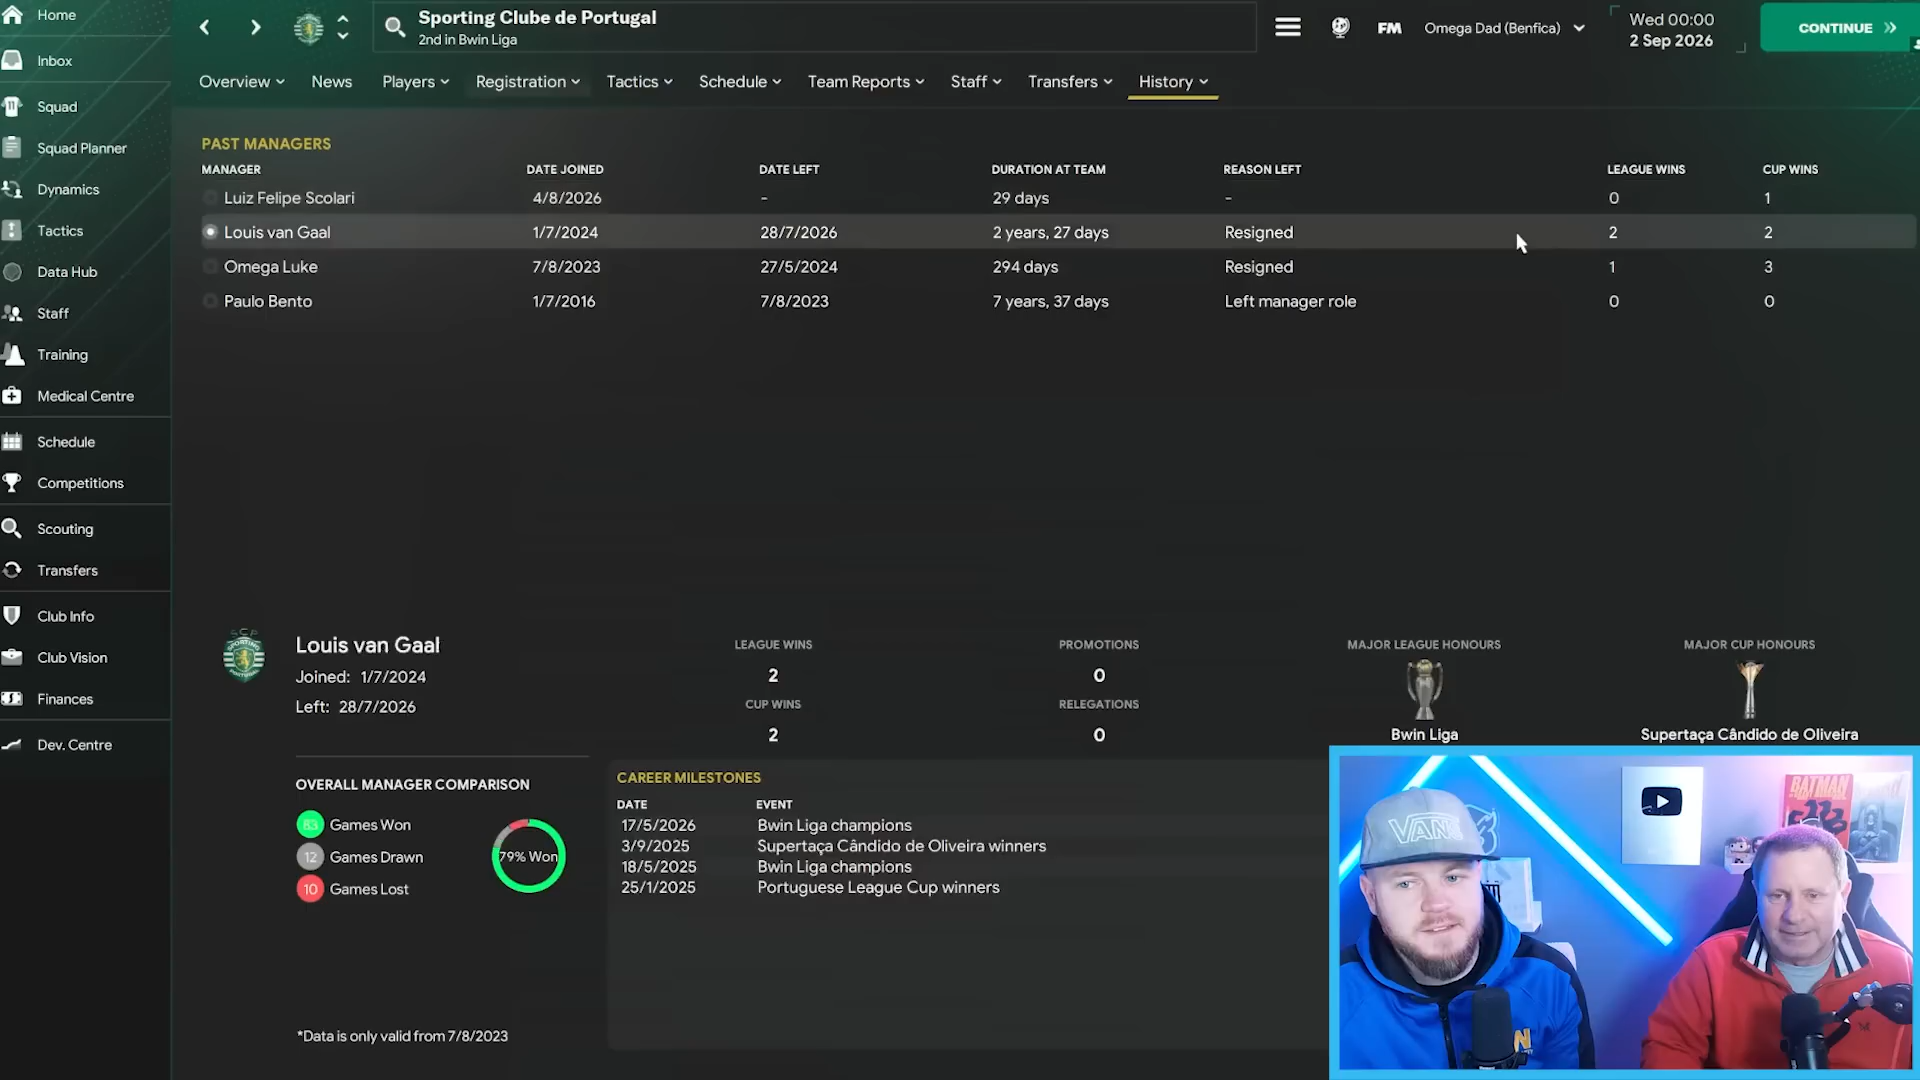 Home
Inbox
Squad
Squad Planner
Dynamics
Tactics
Data Hub
Staff
Training
Medical Centre
Schedule
Competitions
Scouting
Transfers
Club Info
Club Vision
Finances
Dev. Centre
Sporting Clube de Portugal
2nd in Bwin Liga
FM
Omega Dad (Benfica)
Wed 00:00
2 Sep 2026
CONTINUE
Overview News Players Registration Tactics Schedule Team Reports Staff Transfers History
PAST MANAGERS
MANAGER DATE JOINED DATE LEFT DURATION AT TEAM REASON LEFT LEAGUE WINS CUP WINS
Luiz Felipe Scolari 4/8/2026 - 29 days - 0 1
Louis van Gaal 1/7/2024 28/7/2026 2 years, 27 days Resigned 2 2
Omega Luke 7/8/2023 27/5/2024 294 days Resigned 1 3
Paulo Bento 1/7/2016 7/8/2023 7 years, 37 days Left manager role 0 0
Louis van Gaal
Joined: 1/7/2024
Left: 28/7/2026
LEAGUE WINS
2
CUP WINS
2
PROMOTIONS
0
RELEGATIONS
0
MAJOR LEAGUE HONOURS
Bwin Liga
MAJOR CUP HONOURS
Supertaça Cândido de Oliveira
OVERALL MANAGER COMPARISON
83 Games Won
12 Games Drawn
10 Games Lost
79% Won
CAREER MILESTONES
DATE EVENT
17/5/2026 Bwin Liga champions
3/9/2025 Supertaça Cândido de Oliveira winners
18/5/2025 Bwin Liga champions
25/1/2025 Portuguese League Cup winners
*Data is only valid from 7/8/2023
VANS
BATMAN